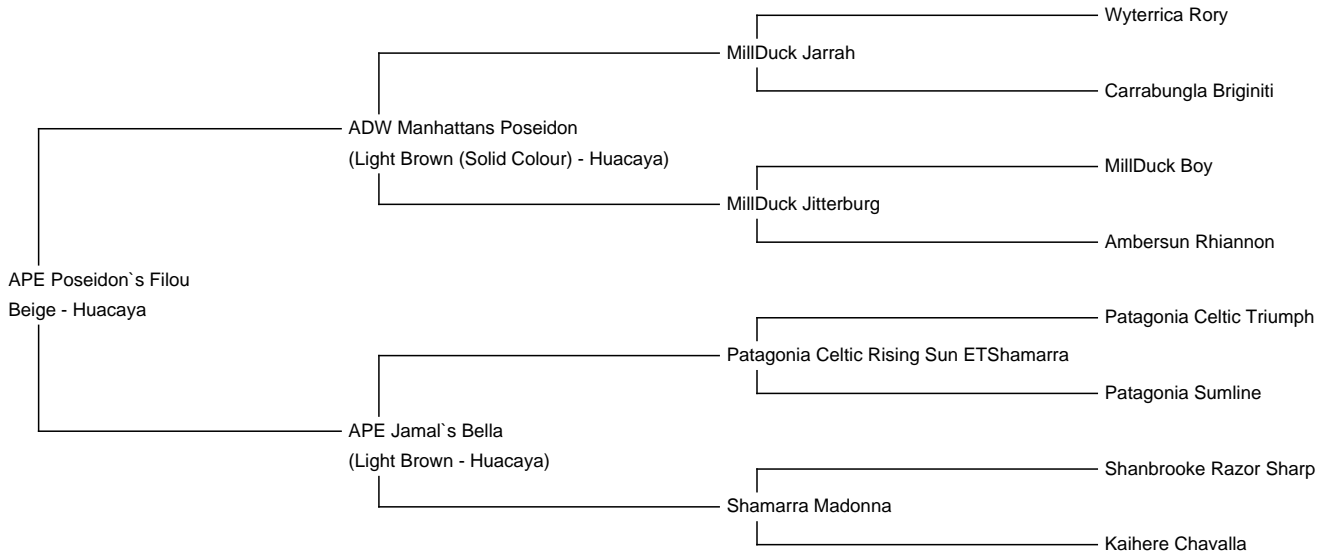 Wyterrica Rory
MillDuck Jarrah
Carrabungla Briginiti
ADW Manhattans Poseidon
(Light Brown (Solid Colour) - Huacaya)
MillDuck Boy
MillDuck Jitterburg
Ambersun Rhiannon
APE Poseidon`s Filou
Beige - Huacaya
Patagonia Celtic Triumph
Patagonia Celtic Rising Sun ETShamarra
Patagonia Sumline
APE Jamal`s Bella
(Light Brown - Huacaya)
Shanbrooke Razor Sharp
Shamarra Madonna
Kaihere Chavalla